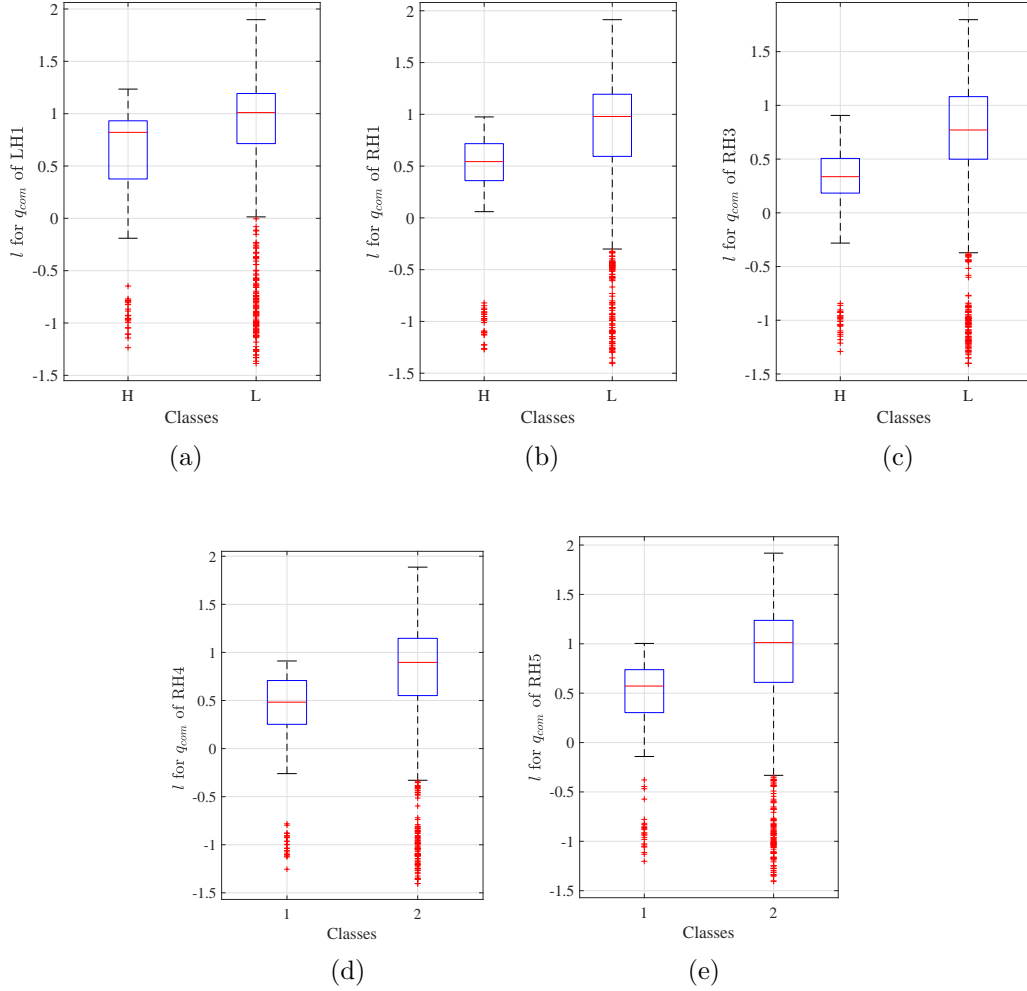 2
1.5
1
0.5
0
-0.5
-1
-1.5
l for q_com of LH1
H L
Classes
(a)
2
1.5
1
0.5
0
-0.5
-1
-1.5
l for q_com of RH1
H L
Classes
(b)
1.5
1
0.5
0
-0.5
-1
-1.5
l for q_com of RH3
H L
Classes
(c)
2
1.5
1
0.5
0
-0.5
-1
-1.5
l for q_com of RH4
1 2
Classes
(d)
2
1.5
1
0.5
0
-0.5
-1
-1.5
l for q_com of RH5
1 2
Classes
(e)